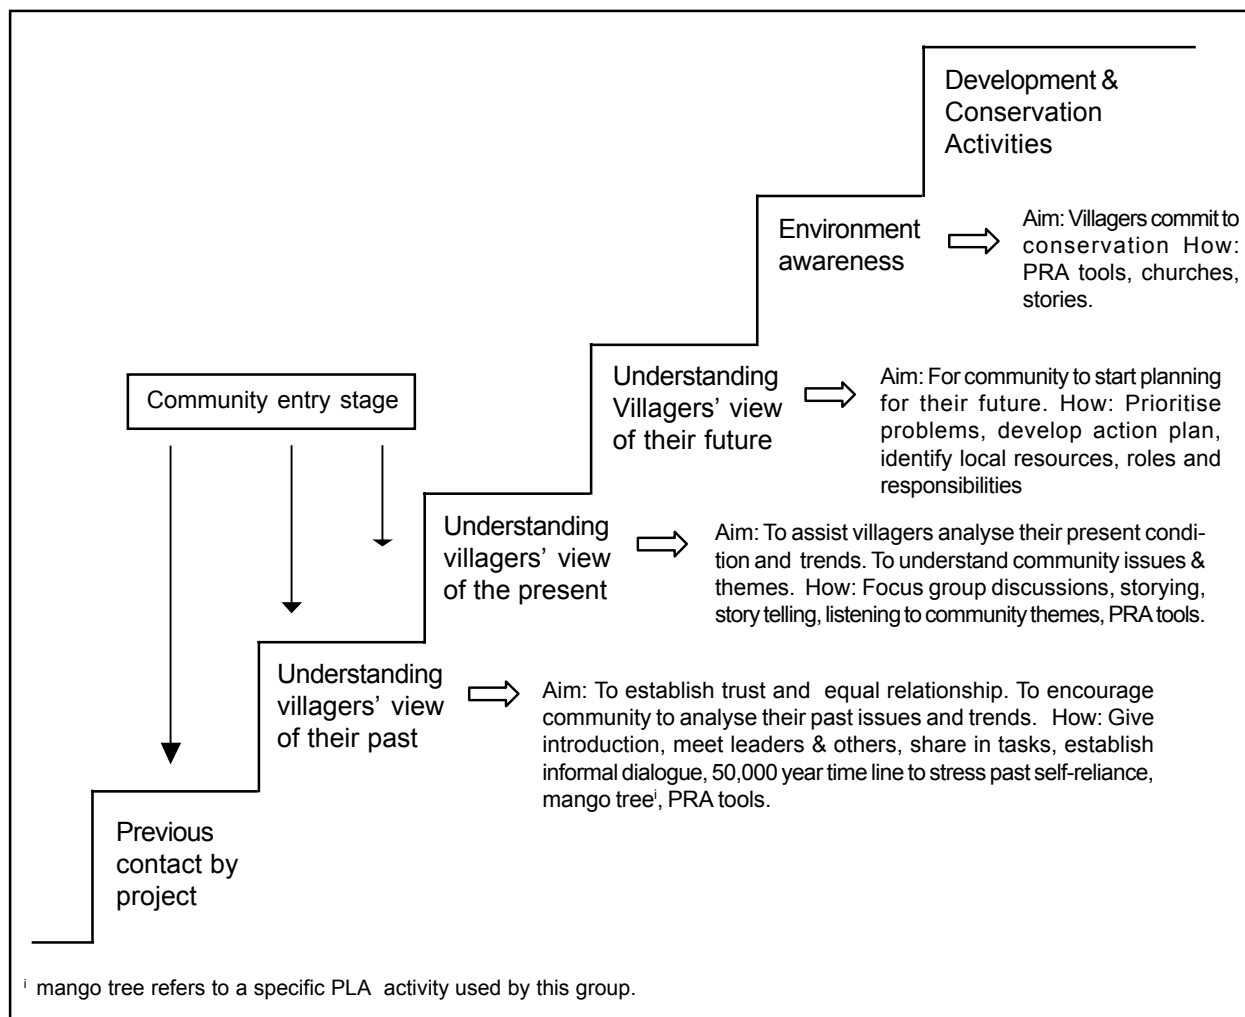 Development &
Conservation
Activities
Environment
awareness
Aim: Villagers commit to
conservation How:
PRA tools, churches,
stories.
Community entry stage
Understanding
Villagers’ view
of their future
Aim: For community to start planning
for their future. How: Prioritise
problems, develop action plan,
identify local resources, roles and
responsibilities
Understanding
villagers’ view
of the present
Aim: To assist villagers analyse their present condi-
tion and trends. To understand community issues &
themes. How: Focus group discussions, storying,
story telling, listening to community themes, PRA tools.
Understanding
villagers’ view
of their past
Aim: To establish trust and equal relationship. To encourage
community to analyse their past issues and trends. How: Give
introduction, meet leaders & others, share in tasks, establish
informal dialogue, 50,000 year time line to stress past self-reliance,
mango treeⁱ, PRA tools.
Previous
contact by
project
ⁱ mango tree refers to a specific PLA activity used by this group.